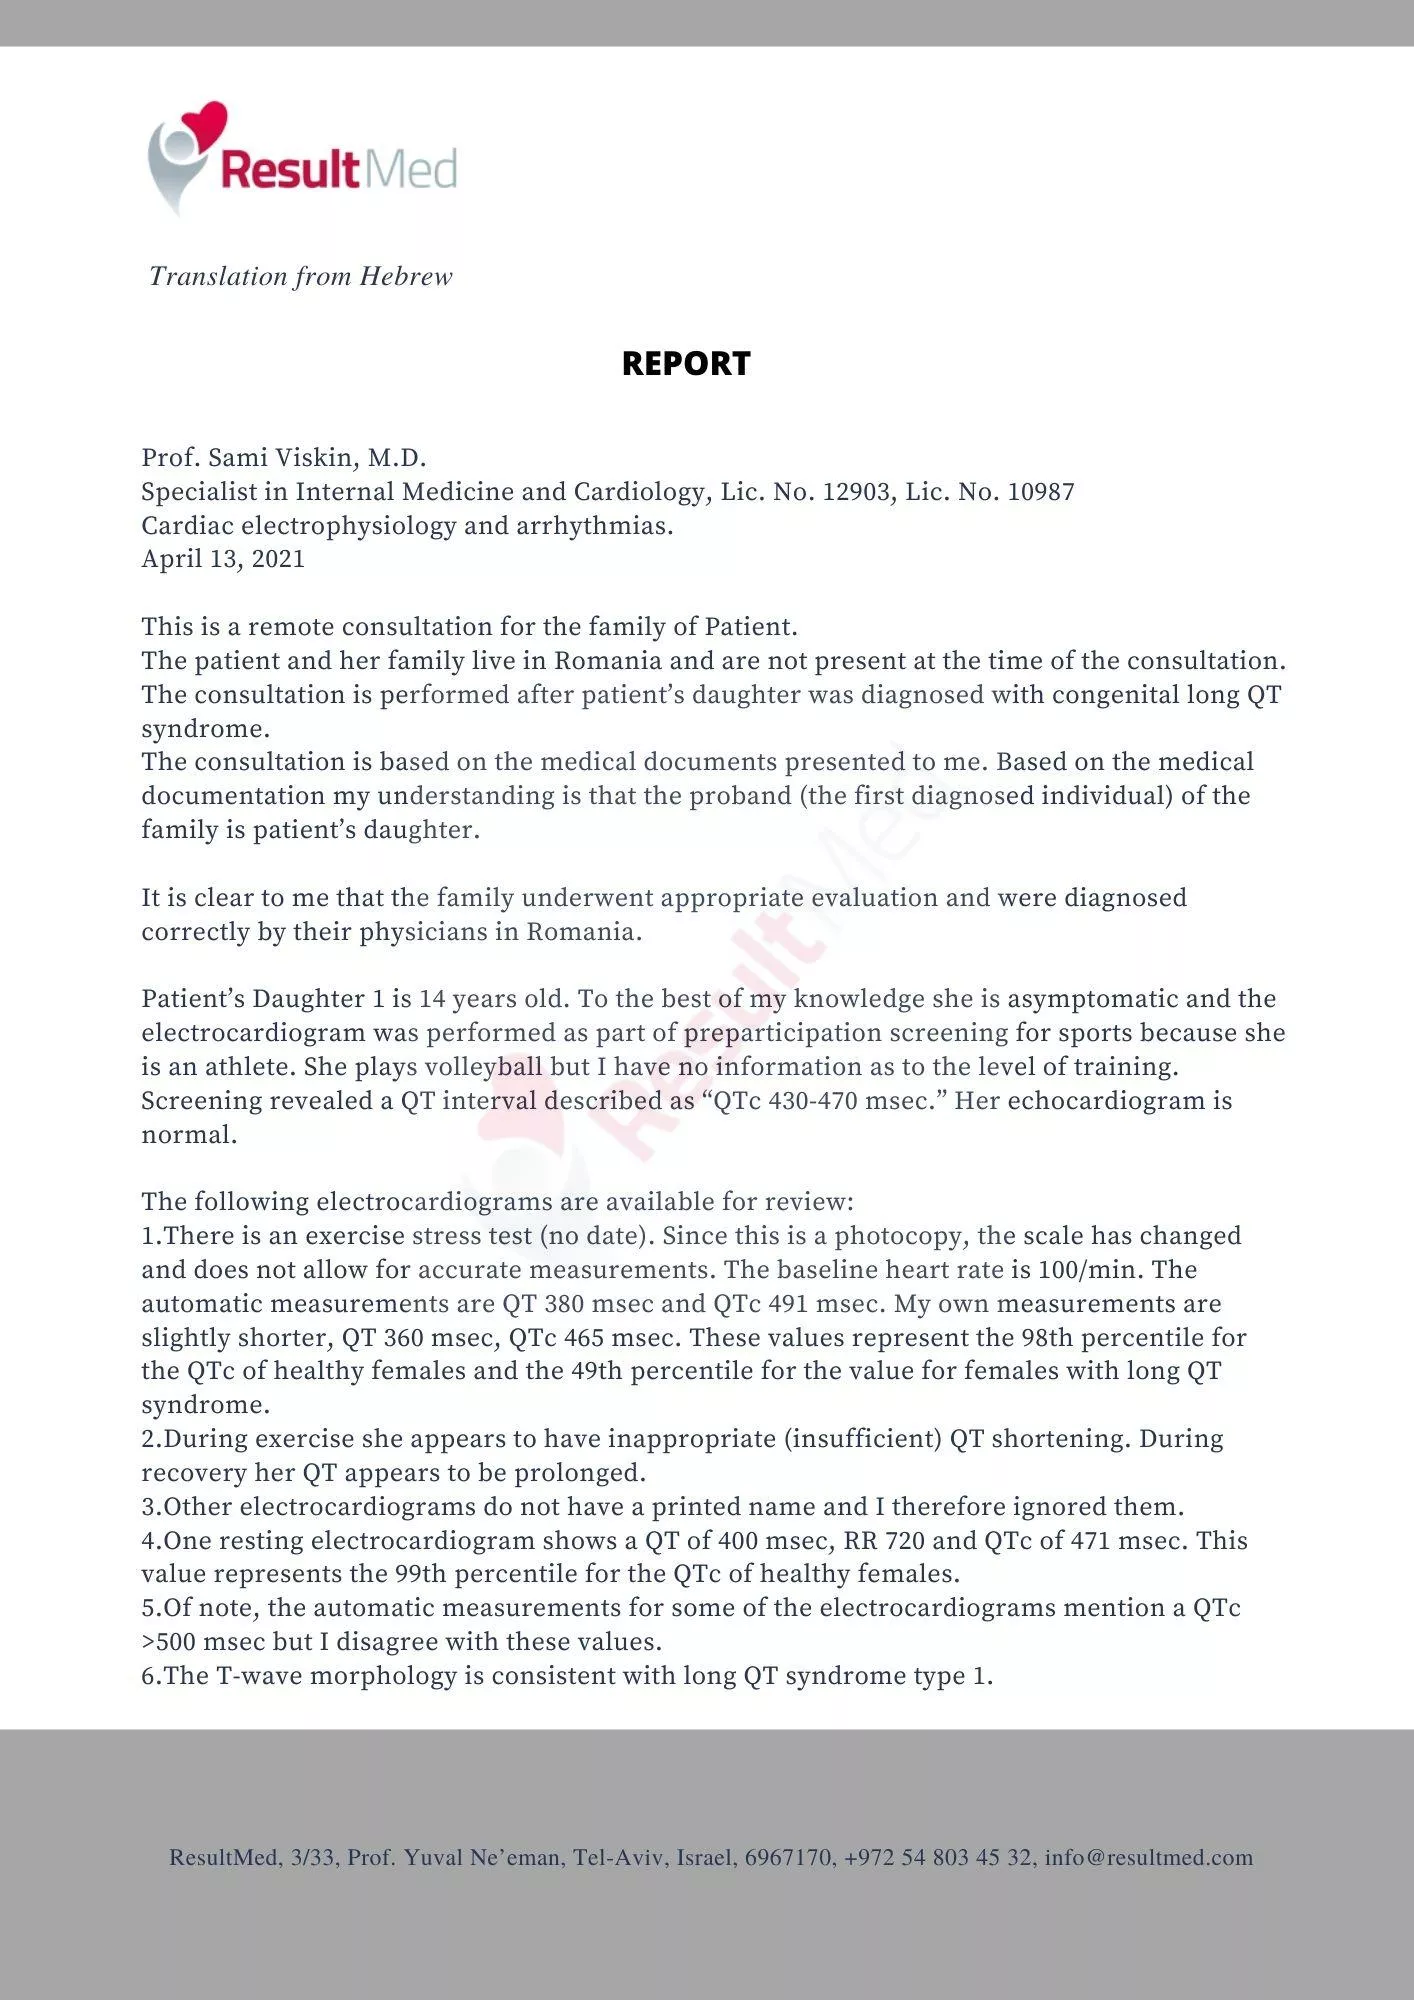 ResultMed
Translation from Hebrew
REPORT
Prof. Sami Viskin, M.D.
Specialist in Internal Medicine and Cardiology, Lic. No. 12903, Lic. No. 10987
Cardiac electrophysiology and arrhythmias.
April 13, 2021
This is a remote consultation for the family of Patient.
The patient and her family live in Romania and are not present at the time of the consultation.
The consultation is performed after patient’s daughter was diagnosed with congenital long QT
syndrome.
The consultation is based on the medical documents presented to me. Based on the medical
documentation my understanding is that the proband (the first diagnosed individual) of the
family is patient’s daughter.
It is clear to me that the family underwent appropriate evaluation and were diagnosed
correctly by their physicians in Romania.
Patient’s Daughter 1 is 14 years old. To the best of my knowledge she is asymptomatic and the
electrocardiogram was performed as part of preparticipation screening for sports because she
is an athlete. She plays volleyball but I have no information as to the level of training.
Screening revealed a QT interval described as “QTc 430-470 msec.” Her echocardiogram is
normal.
The following electrocardiograms are available for review:
1.There is an exercise stress test (no date). Since this is a photocopy, the scale has changed
and does not allow for accurate measurements. The baseline heart rate is 100/min. The
automatic measurements are QT 380 msec and QTc 491 msec. My own measurements are
slightly shorter, QT 360 msec, QTc 465 msec. These values represent the 98th percentile for
the QTc of healthy females and the 49th percentile for the value for females with long QT
syndrome.
2.During exercise she appears to have inappropriate (insufficient) QT shortening. During
recovery her QT appears to be prolonged.
3.Other electrocardiograms do not have a printed name and I therefore ignored them.
4.One resting electrocardiogram shows a QT of 400 msec, RR 720 and QTc of 471 msec. This
value represents the 99th percentile for the QTc of healthy females.
5.Of note, the automatic measurements for some of the electrocardiograms mention a QTc
>500 msec but I disagree with these values.
6.The T-wave morphology is consistent with long QT syndrome type 1.
ResultMed
ResultMed, 3/33, Prof. Yuval Ne’eman, Tel-Aviv, Israel, 6967170, +972 54 803 45 32, info@resultmed.com